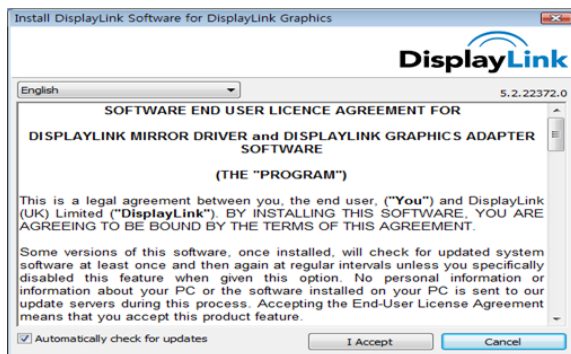 Install DisplayLink Software for DisplayLink Graphics
DisplayLink
English
5.2.22372.0
SOFTWARE END USER LICENCE AGREEMENT FOR
DISPLAYLINK MIRROR DRIVER and DISPLAYLINK GRAPHICS ADAPTER
SOFTWARE
(THE "PROGRAM")
This is a legal agreement between you, the end user, ("You") and DisplayLink
(UK) Limited ("DisplayLink"). BY INSTALLING THIS SOFTWARE, YOU ARE
AGREEING TO BE BOUND BY THE TERMS OF THIS AGREEMENT.
Some versions of this software, once installed, will check for updated system
software at least once and then again at regular intervals unless you specifically
disabled this feature when given this option. No personal information or
information about your PC or the software installed on your PC is sent to our
update servers during this process. Accepting the End-User License Agreement
means that you accept this product feature.
Automatically check for updates
I Accept
Cancel